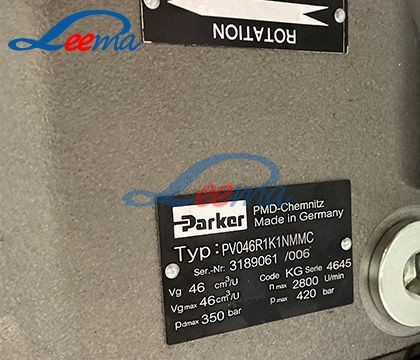 Leema
ROTATION
Leema
Parker
PMD-Chemnitz
Made in Germany
Typ: PV046R1K1NMMC
Ser.-Nr: 3189061 /006
Vg 46 cm³/U Code KG Serie 4645
Vg max 46 cm³/U n max 2800 U/min
pdmax 350 bar p max 420 bar